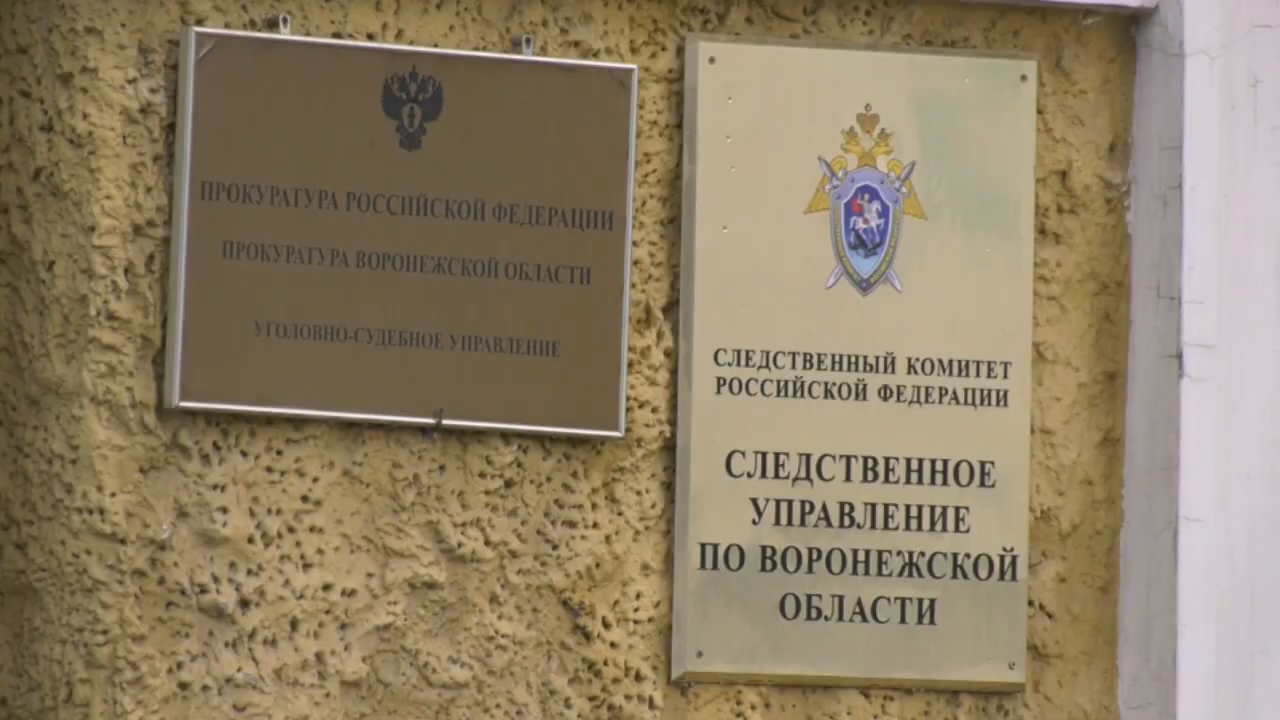 ПРОКУРАТУРА РОССИЙСКОЙ ФЕДЕРАЦИИ
ПРОКУРАТУРА ВОРОНЕЖСКОЙ ОБЛАСТИ
УГОЛОВНО-СУДЕБНОЕ УПРАВЛЕНИЕ
СЛЕДСТВЕННЫЙ КОМИТЕТ
РОССИЙСКОЙ ФЕДЕРАЦИИ
СЛЕДСТВЕННОЕ
УПРАВЛЕНИЕ
ПО ВОРОНЕЖСКОЙ
ОБЛАСТИ